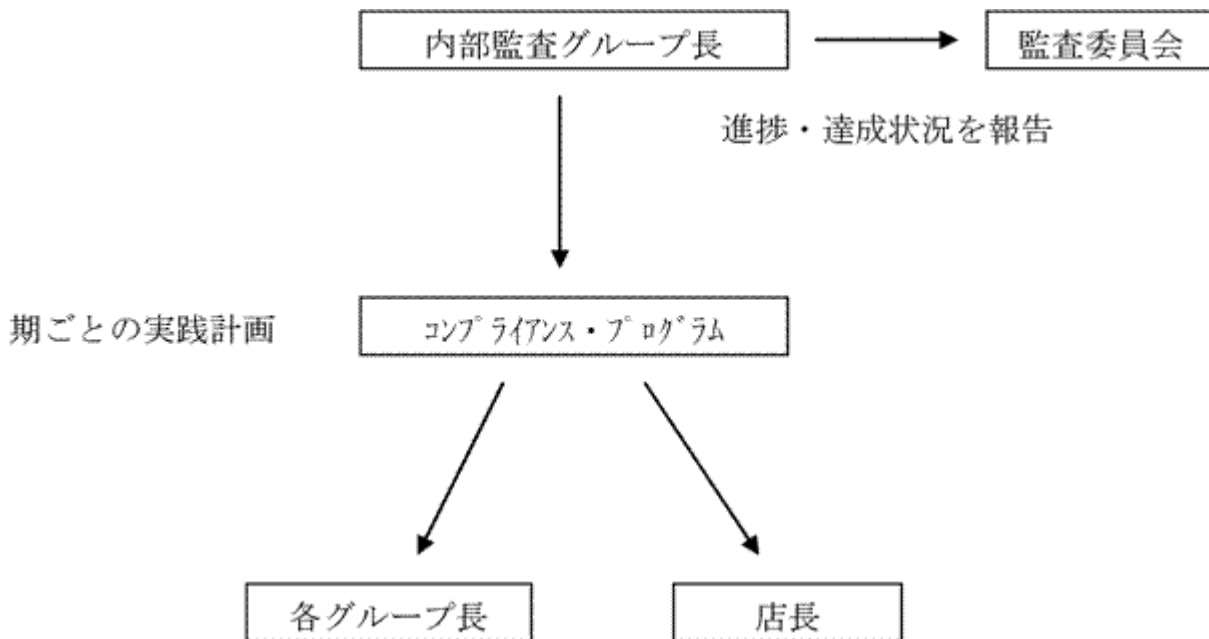 内部監査グループ長
監査委員会
進捗・達成状況を報告
期ごとの実践計画
ｺﾝﾌﾟﾗｲｱﾝｽ・ﾌﾟﾛｸﾞﾗﾑ
各グループ長
店長